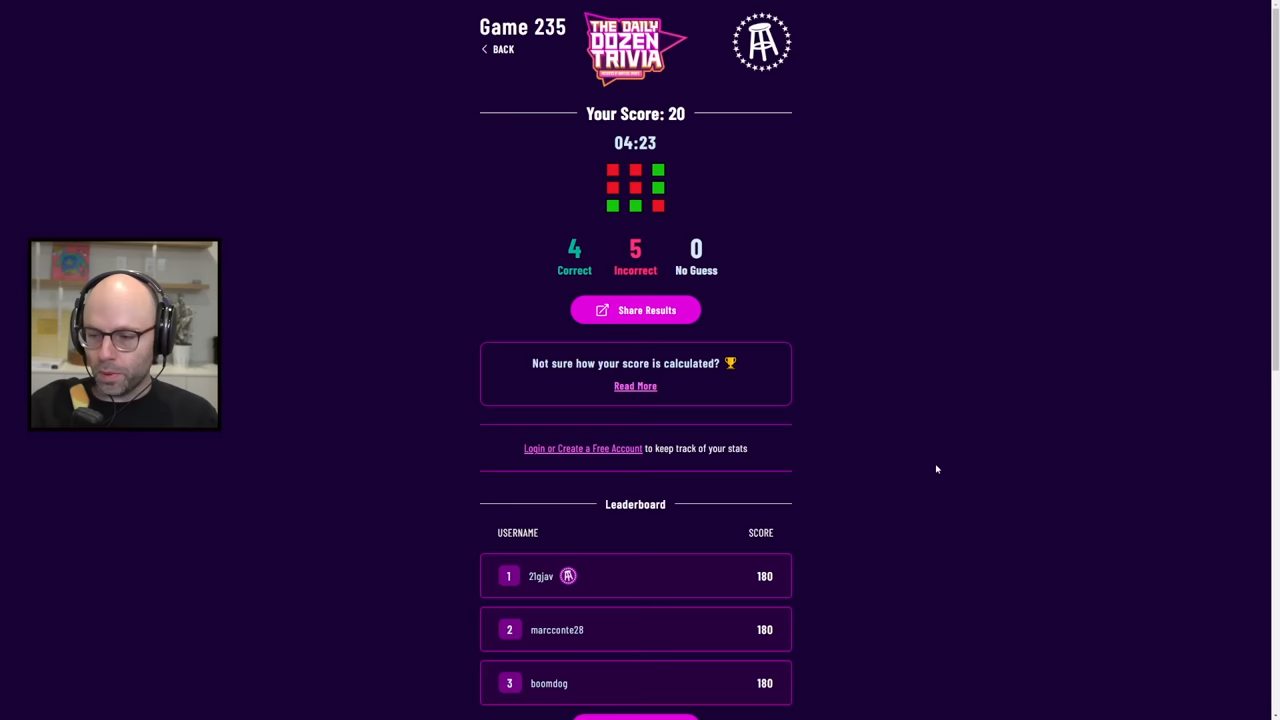 Game 235
BACK
THE DAILY
DOZEN
TRIVIA
Your Score: 20
04:23
4
Correct
5
Incorrect
0
No Guess
Share Results
Not sure how your score is calculated? 🏆
Read More
Login or Create a Free Account to keep track of your stats
Leaderboard
USERNAME SCORE
1 21gjav 180
2 marcconte28 180
3 boomdog 180